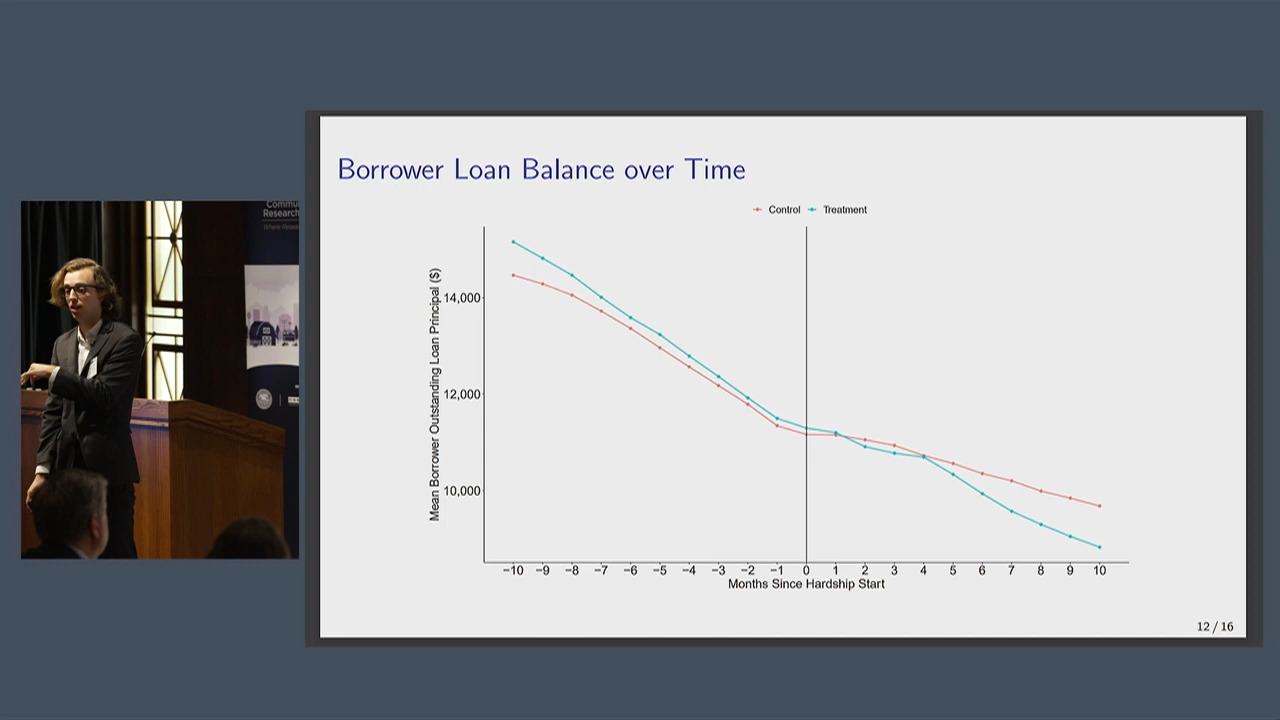 Commu
Research
Borrower Loan Balance over Time
Control
Treatment
Mean Borrower Outstanding Loan Principal ($)
14,000
12,000
10,000
−10 −9 −8 −7 −6 −5 −4 −3 −2 −1 0 1 2 3 4 5 6 7 8 9 10
Months Since Hardship Start
12 / 16